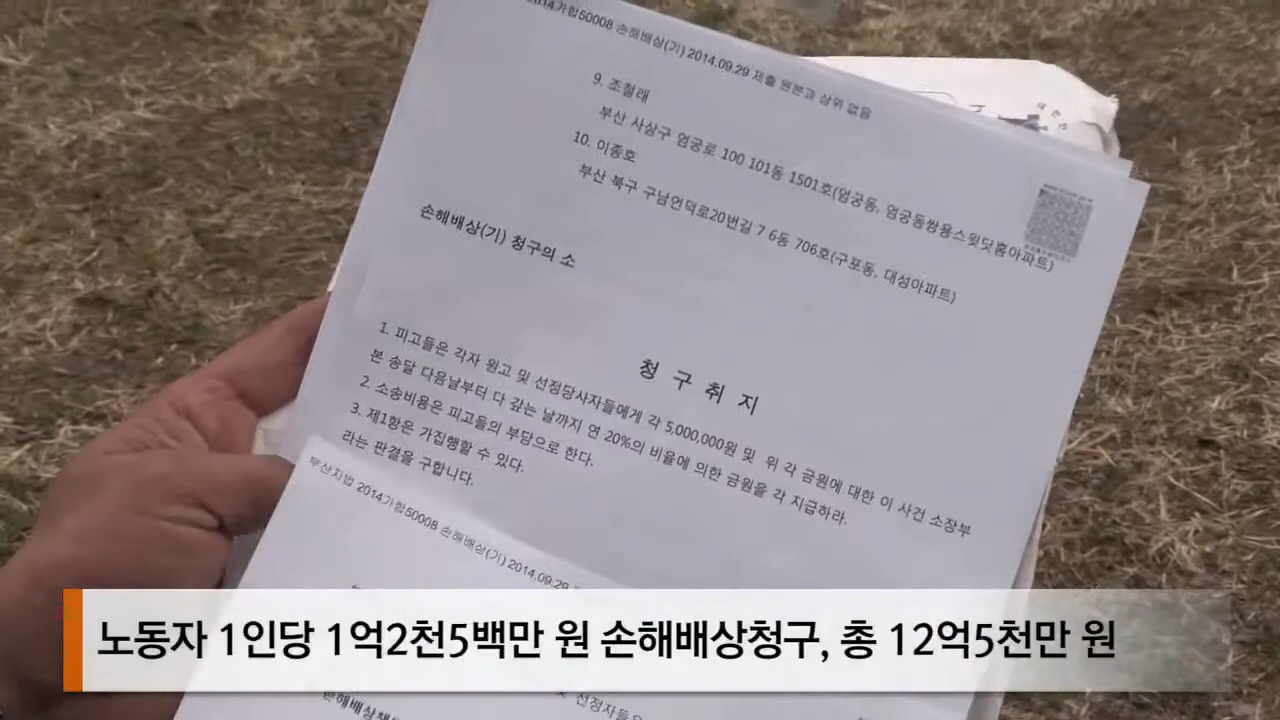 2014가합50008 손해배상(기) 2014.09.29 제출 원본과 상위 없음
9. 조철래
부산 사상구 엄궁로 100 101동 1501호(엄궁동, 엄궁동쌍용스윗닷홈아파트)
10. 이종호
부산 북구 구남언덕로20번길 7 6동 706호(구포동, 대성아파트)
손해배상(기) 청구의 소
청 구 취 지
1. 피고들은 각자 원고 및 선정당사자들에게 각 5,000,000원 및 위 각 금원에 대한 이 사건 소장부
본 송달 다음날부터 다 갚는 날까지 연 20%의 비율에 의한 금원을 각 지급하라.
2. 소송비용은 피고들의 부담으로 한다.
3. 제1항은 가집행할 수 있다.
라는 판결을 구합니다.
부산지법 2014가합50008 손해배상(기) 2014.09.29
노동자 1인당 1억2천5백만 원 손해배상청구, 총 12억5천만 원
손해배상책
및 선정자들은